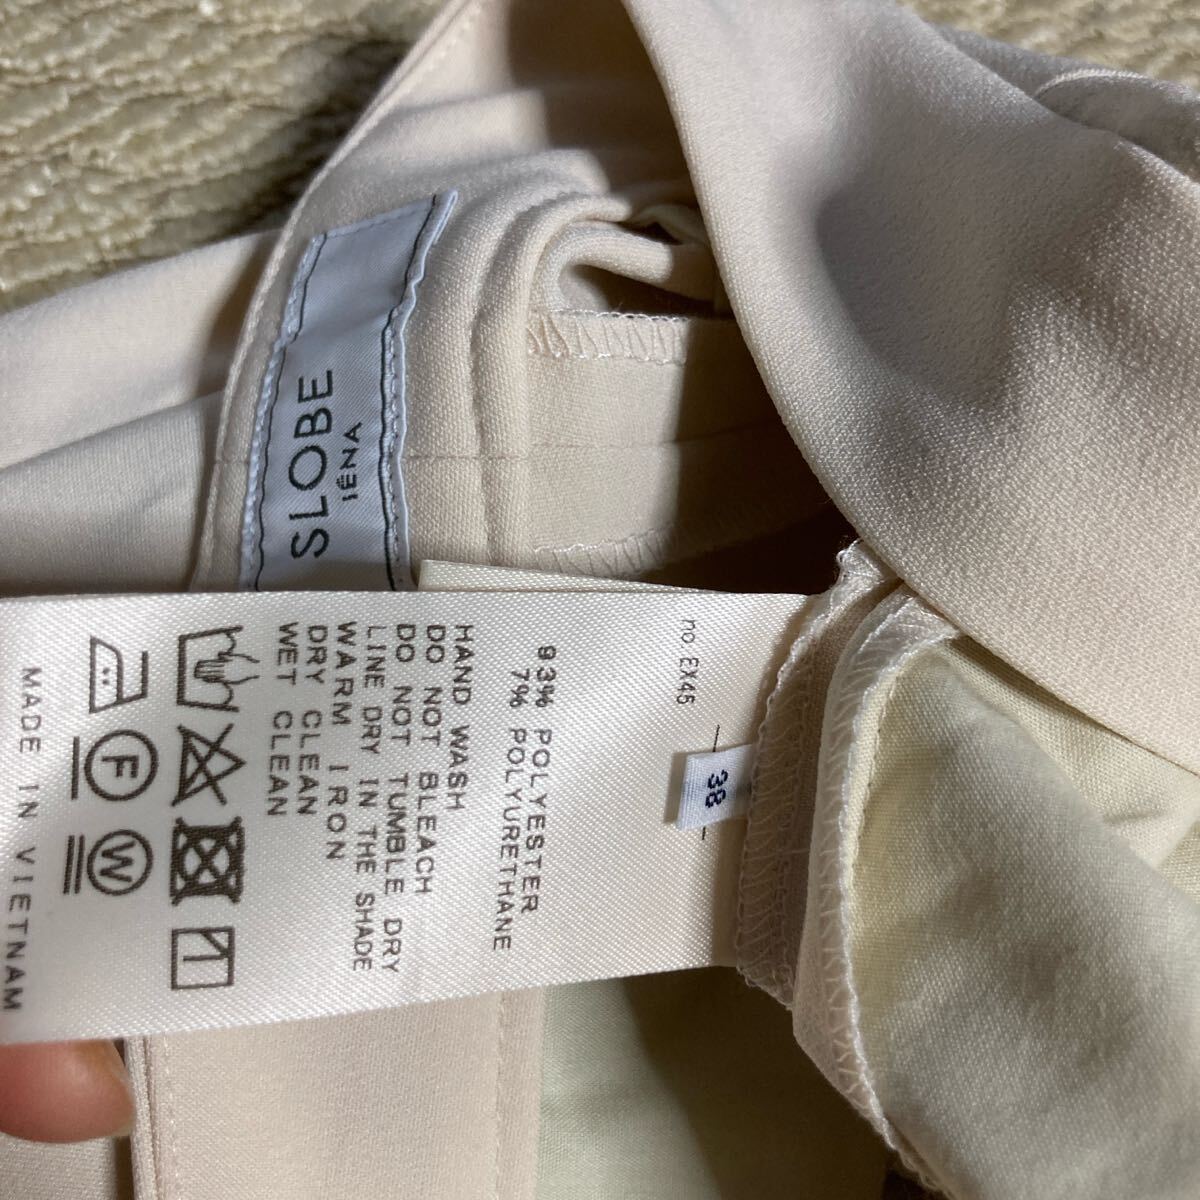 SLOBE
IÉNA
no. EX45
38
93% POLYESTER
7% POLYURETHANE
HAND WASH
DO NOT BLEACH
DO NOT TUMBLE DRY
LINE DRY IN THE SHADE
WARM IRON
DRY CLEAN
WET CLEAN
F
W
MADE IN VIETNAM